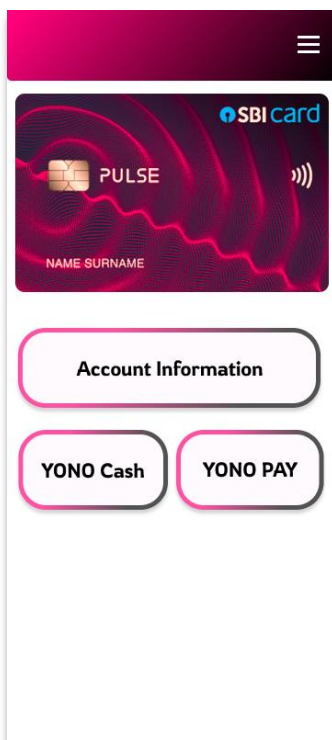 SBI card
PULSE
NAME SURNAME
Account Information
YONO Cash
YONO PAY